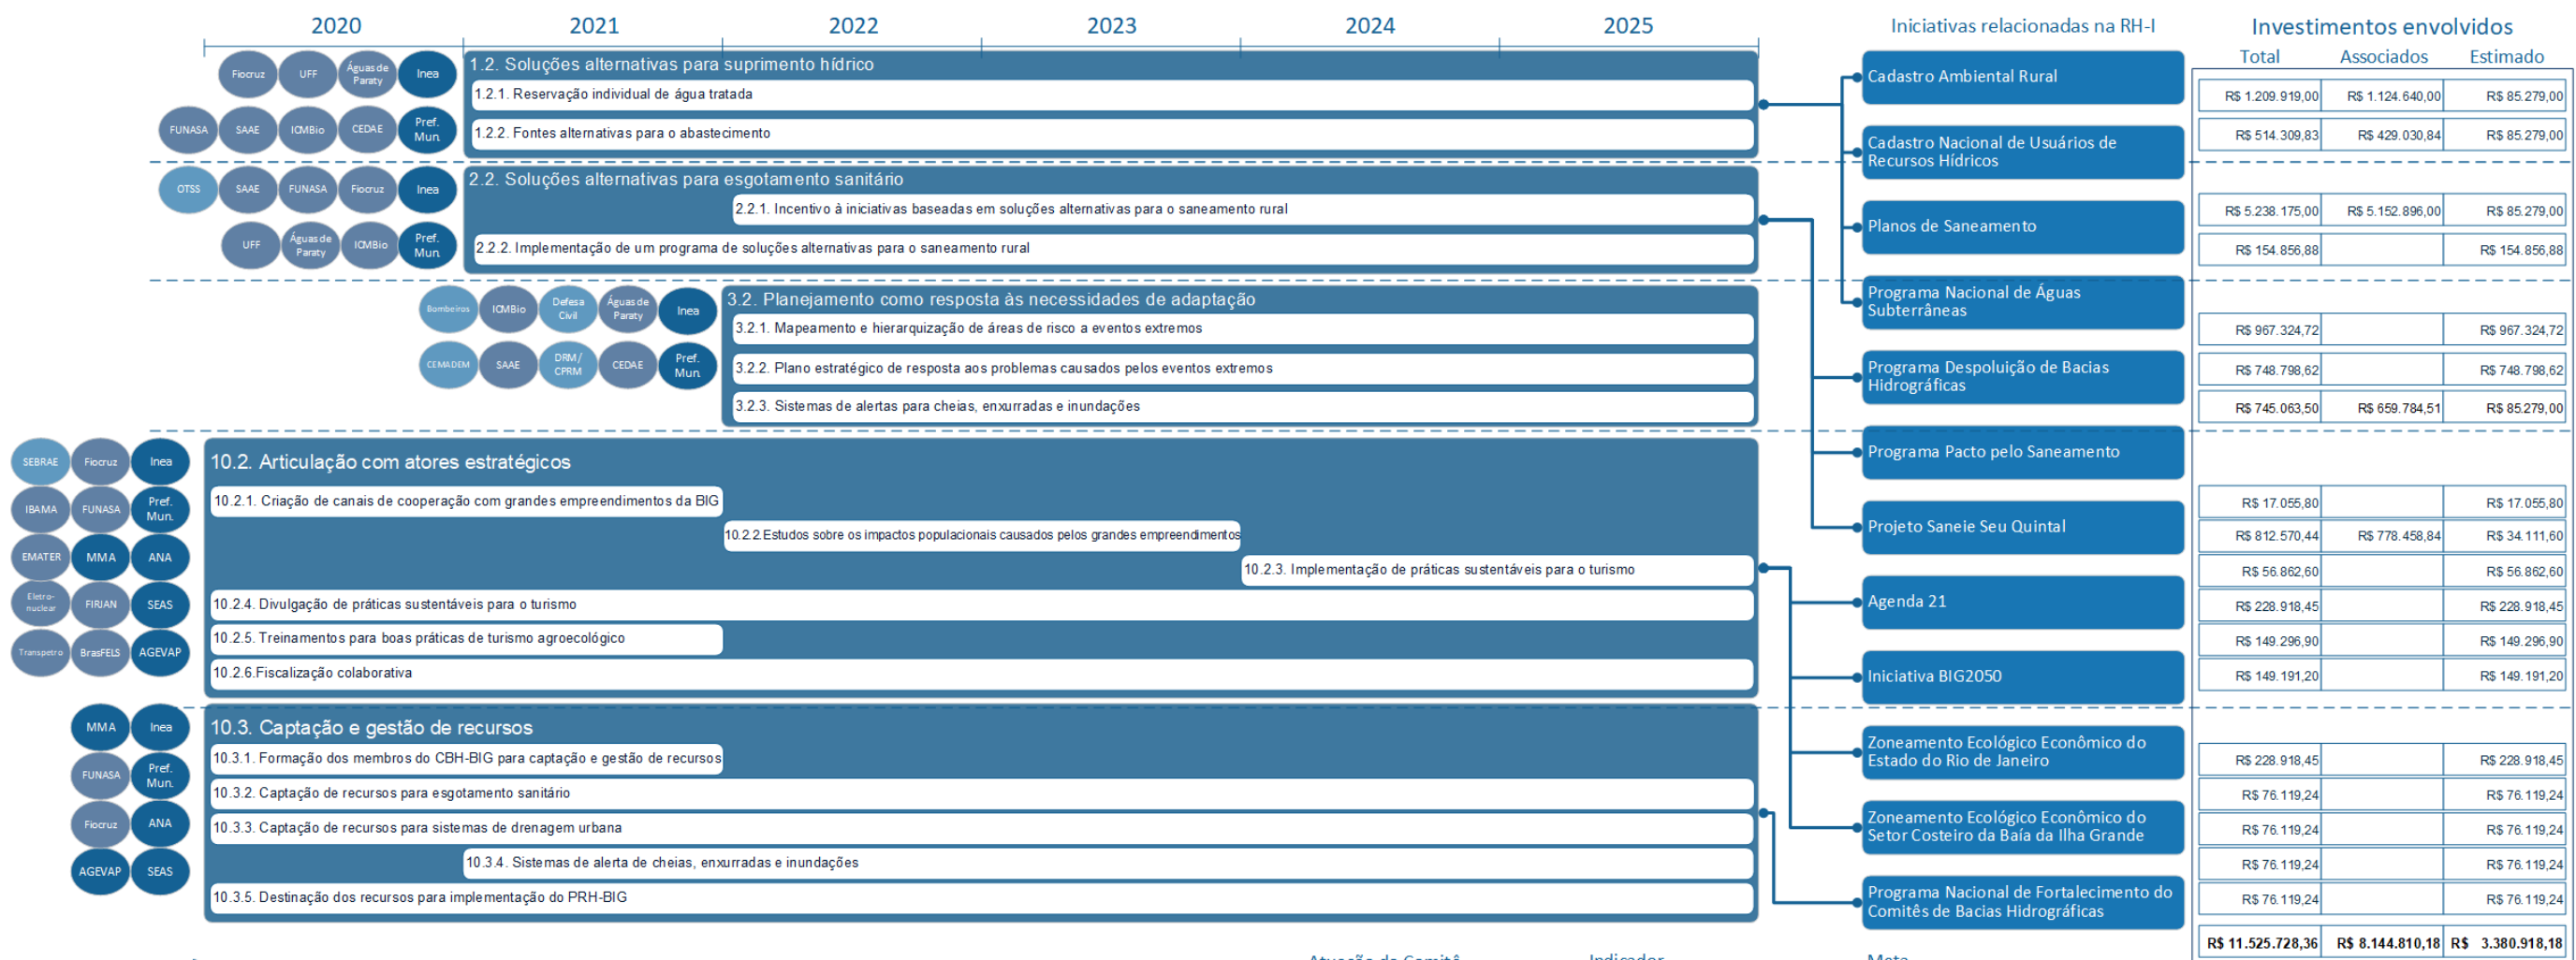 2020 2021 2022 2023 2024 2025 Iniciativas relacionadas na RH-I Investimentos envolvidos
Total Associados Estimado
Fiocruz UFF Águas de Paraty Inea
FUNASA SAAE ICMBio CEDAE Pref. Mun.
1.2. Soluções alternativas para suprimento hídrico
1.2.1. Reservação individual de água tratada
1.2.2. Fontes alternativas para o abastecimento
OTSS SAAE FUNASA Fiocruz Inea
UFF Águas de Paraty ICMBio Pref. Mun.
2.2. Soluções alternativas para esgotamento sanitário
2.2.1. Incentivo à iniciativas baseadas em soluções alternativas para o saneamento rural
2.2.2. Implementação de um programa de soluções alternativas para o saneamento rural
Bombeiros ICMBio Defesa Civil Águas de Paraty Inea
CEMADEM SAAE DRM/ CPRM CEDAE Pref. Mun.
3.2. Planejamento como resposta às necessidades de adaptação
3.2.1. Mapeamento e hierarquização de áreas de risco a eventos extremos
3.2.2. Plano estratégico de resposta aos problemas causados pelos eventos extremos
3.2.3. Sistemas de alertas para cheias, enxurradas e inundações
SEBRAE Fiocruz Inea
IBAMA FUNASA Pref. Mun.
EMATER MMA ANA
Eletro-nuclear FIRJAN SEAS
Transpetro BrasFELS AGEVAP
10.2. Articulação com atores estratégicos
10.2.1. Criação de canais de cooperação com grandes empreendimentos da BIG
10.2.2.Estudos sobre os impactos populacionais causados pelos grandes empreendimentos
10.2.3. Implementação de práticas sustentáveis para o turismo
10.2.4. Divulgação de práticas sustentáveis para o turismo
10.2.5. Treinamentos para boas práticas de turismo agroecológico
10.2.6.Fiscalização colaborativa
MMA Inea
FUNASA Pref. Mun.
Fiocruz ANA
AGEVAP SEAS
10.3. Captação e gestão de recursos
10.3.1. Formação dos membros do CBH-BIG para captação e gestão de recursos
10.3.2. Captação de recursos para esgotamento sanitário
10.3.3. Captação de recursos para sistemas de drenagem urbana
10.3.4. Sistemas de alerta de cheias, enxurradas e inundações
10.3.5. Destinação dos recursos para implementação do PRH-BIG
Cadastro Ambiental Rural
Cadastro Nacional de Usuários de
Recursos Hídricos
Planos de Saneamento
Programa Nacional de Águas
Subterrâneas
Programa Despoluição de Bacias
Hidrográficas
Programa Pacto pelo Saneamento
Projeto Saneie Seu Quintal
Agenda 21
Iniciativa BIG2050
Zoneamento Ecológico Econômico do
Estado do Rio de Janeiro
Zoneamento Ecológico Econômico do
Setor Costeiro da Baía da Ilha Grande
Programa Nacional de Fortalecimento do
Comitês de Bacias Hidrográficas
R$ 1.209.919,00 R$ 1.124.640,00 R$ 85.279,00
R$ 514.309,83 R$ 429.030,84 R$ 85.279,00
R$ 5.238.175,00 R$ 5.152.896,00 R$ 85.279,00
R$ 154.856,88 R$ 154.856,88
R$ 967.324,72 R$ 967.324,72
R$ 748.798,62 R$ 748.798,62
R$ 745.063,50 R$ 659.784,51 R$ 85.279,00
R$ 17.055,80 R$ 17.055,80
R$ 812.570,44 R$ 778.458,84 R$ 34.111,60
R$ 56.862,60 R$ 56.862,60
R$ 228.918,45 R$ 228.918,45
R$ 149.296,90 R$ 149.296,90
R$ 149.191,20 R$ 149.191,20
R$ 228.918,45 R$ 228.918,45
R$ 76.119,24 R$ 76.119,24
R$ 76.119,24 R$ 76.119,24
R$ 76.119,24 R$ 76.119,24
R$ 76.119,24 R$ 76.119,24
R$ 11.525.728,36 R$ 8.144.810,18 R$ 3.380.918,18
Atuação do Comitê Indicador Meta